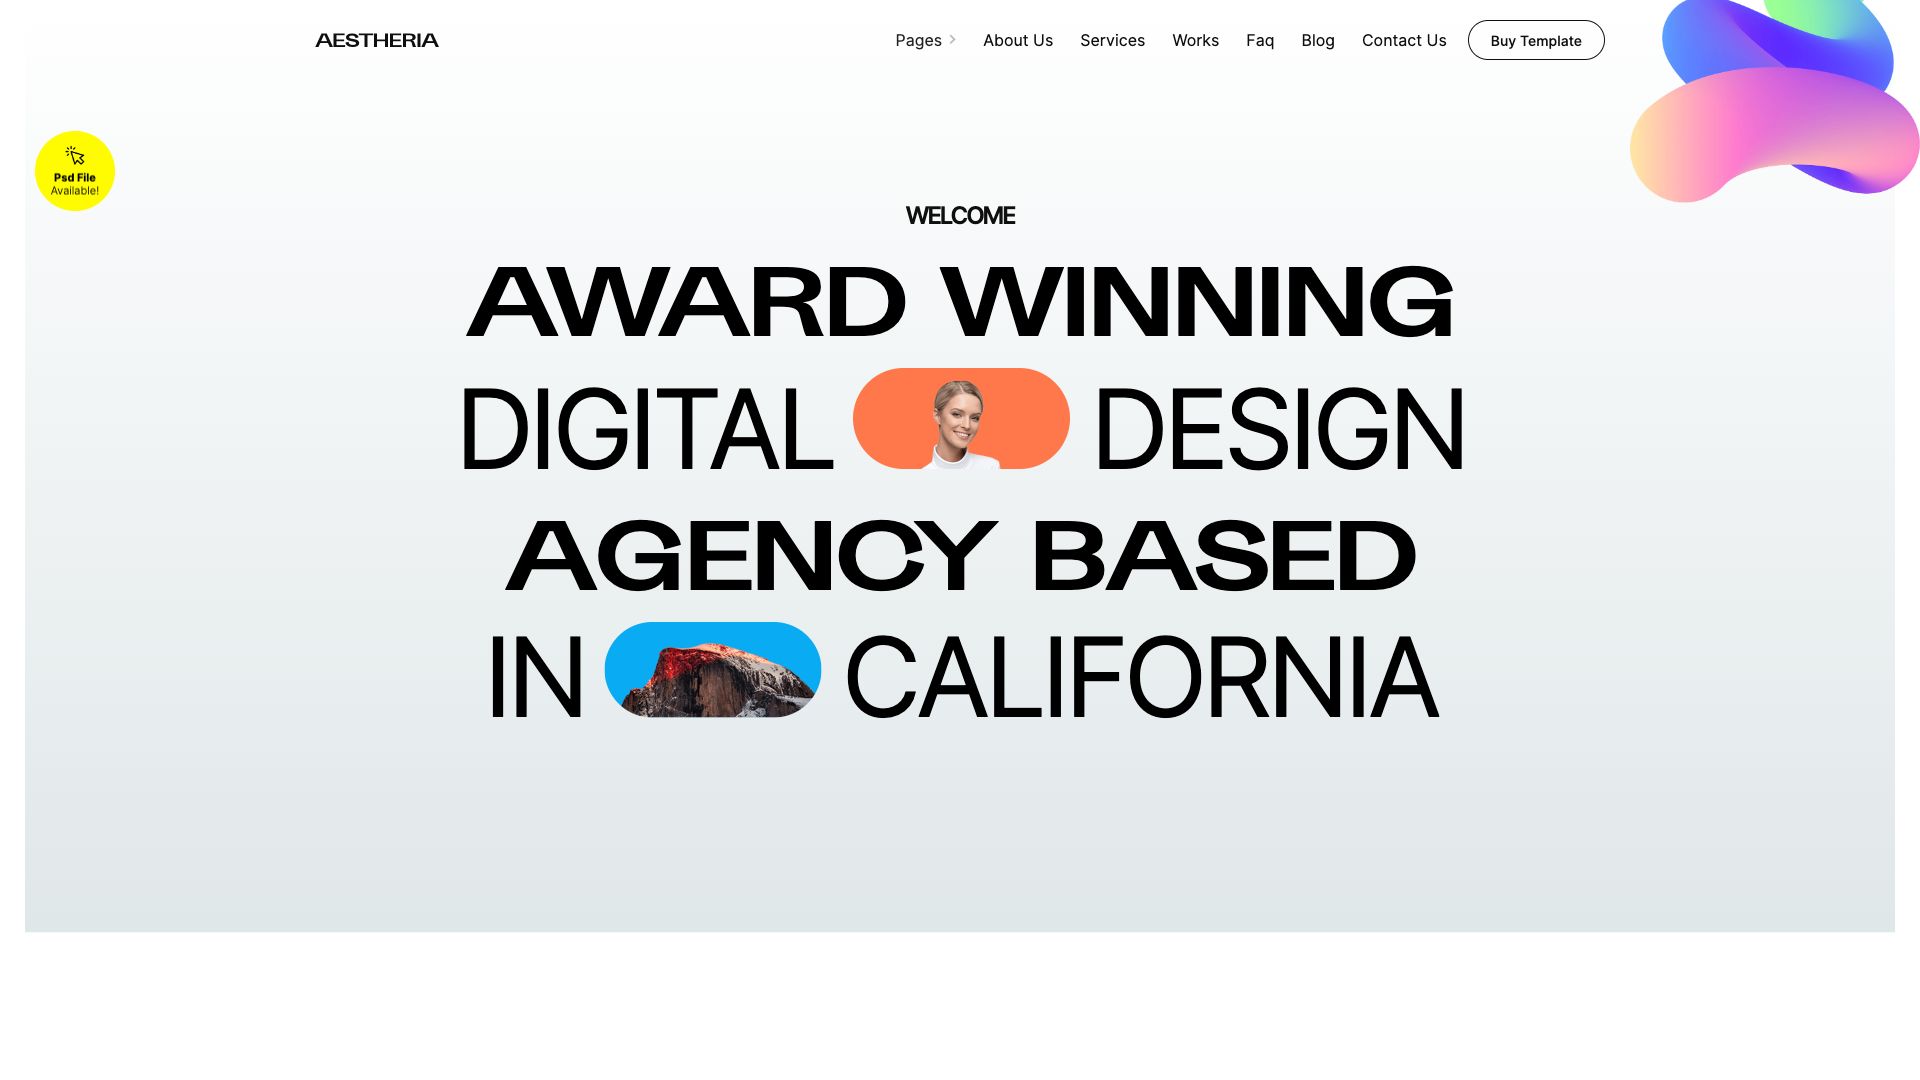 AESTHERIA
Pages About Us Services Works Faq Blog Contact Us Buy Template
Psd File
Available!
WELCOME
AWARD WINNING
DIGITAL DESIGN
AGENCY BASED
IN CALIFORNIA